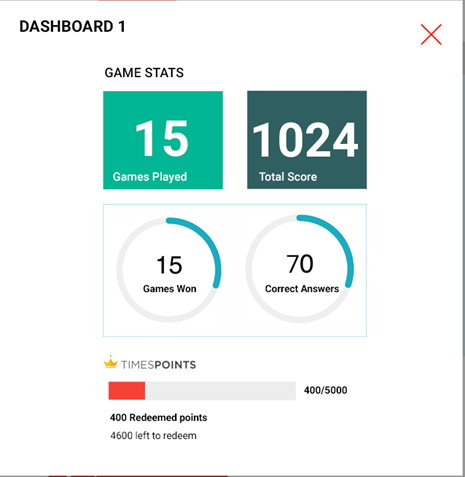 DASHBOARD 1
GAME STATS
15
Games Played
1024
Total Score
15
Games Won
70
Correct Answers
TIMESPOINTS
400/5000
400 Redeemed points
4600 left to redeem